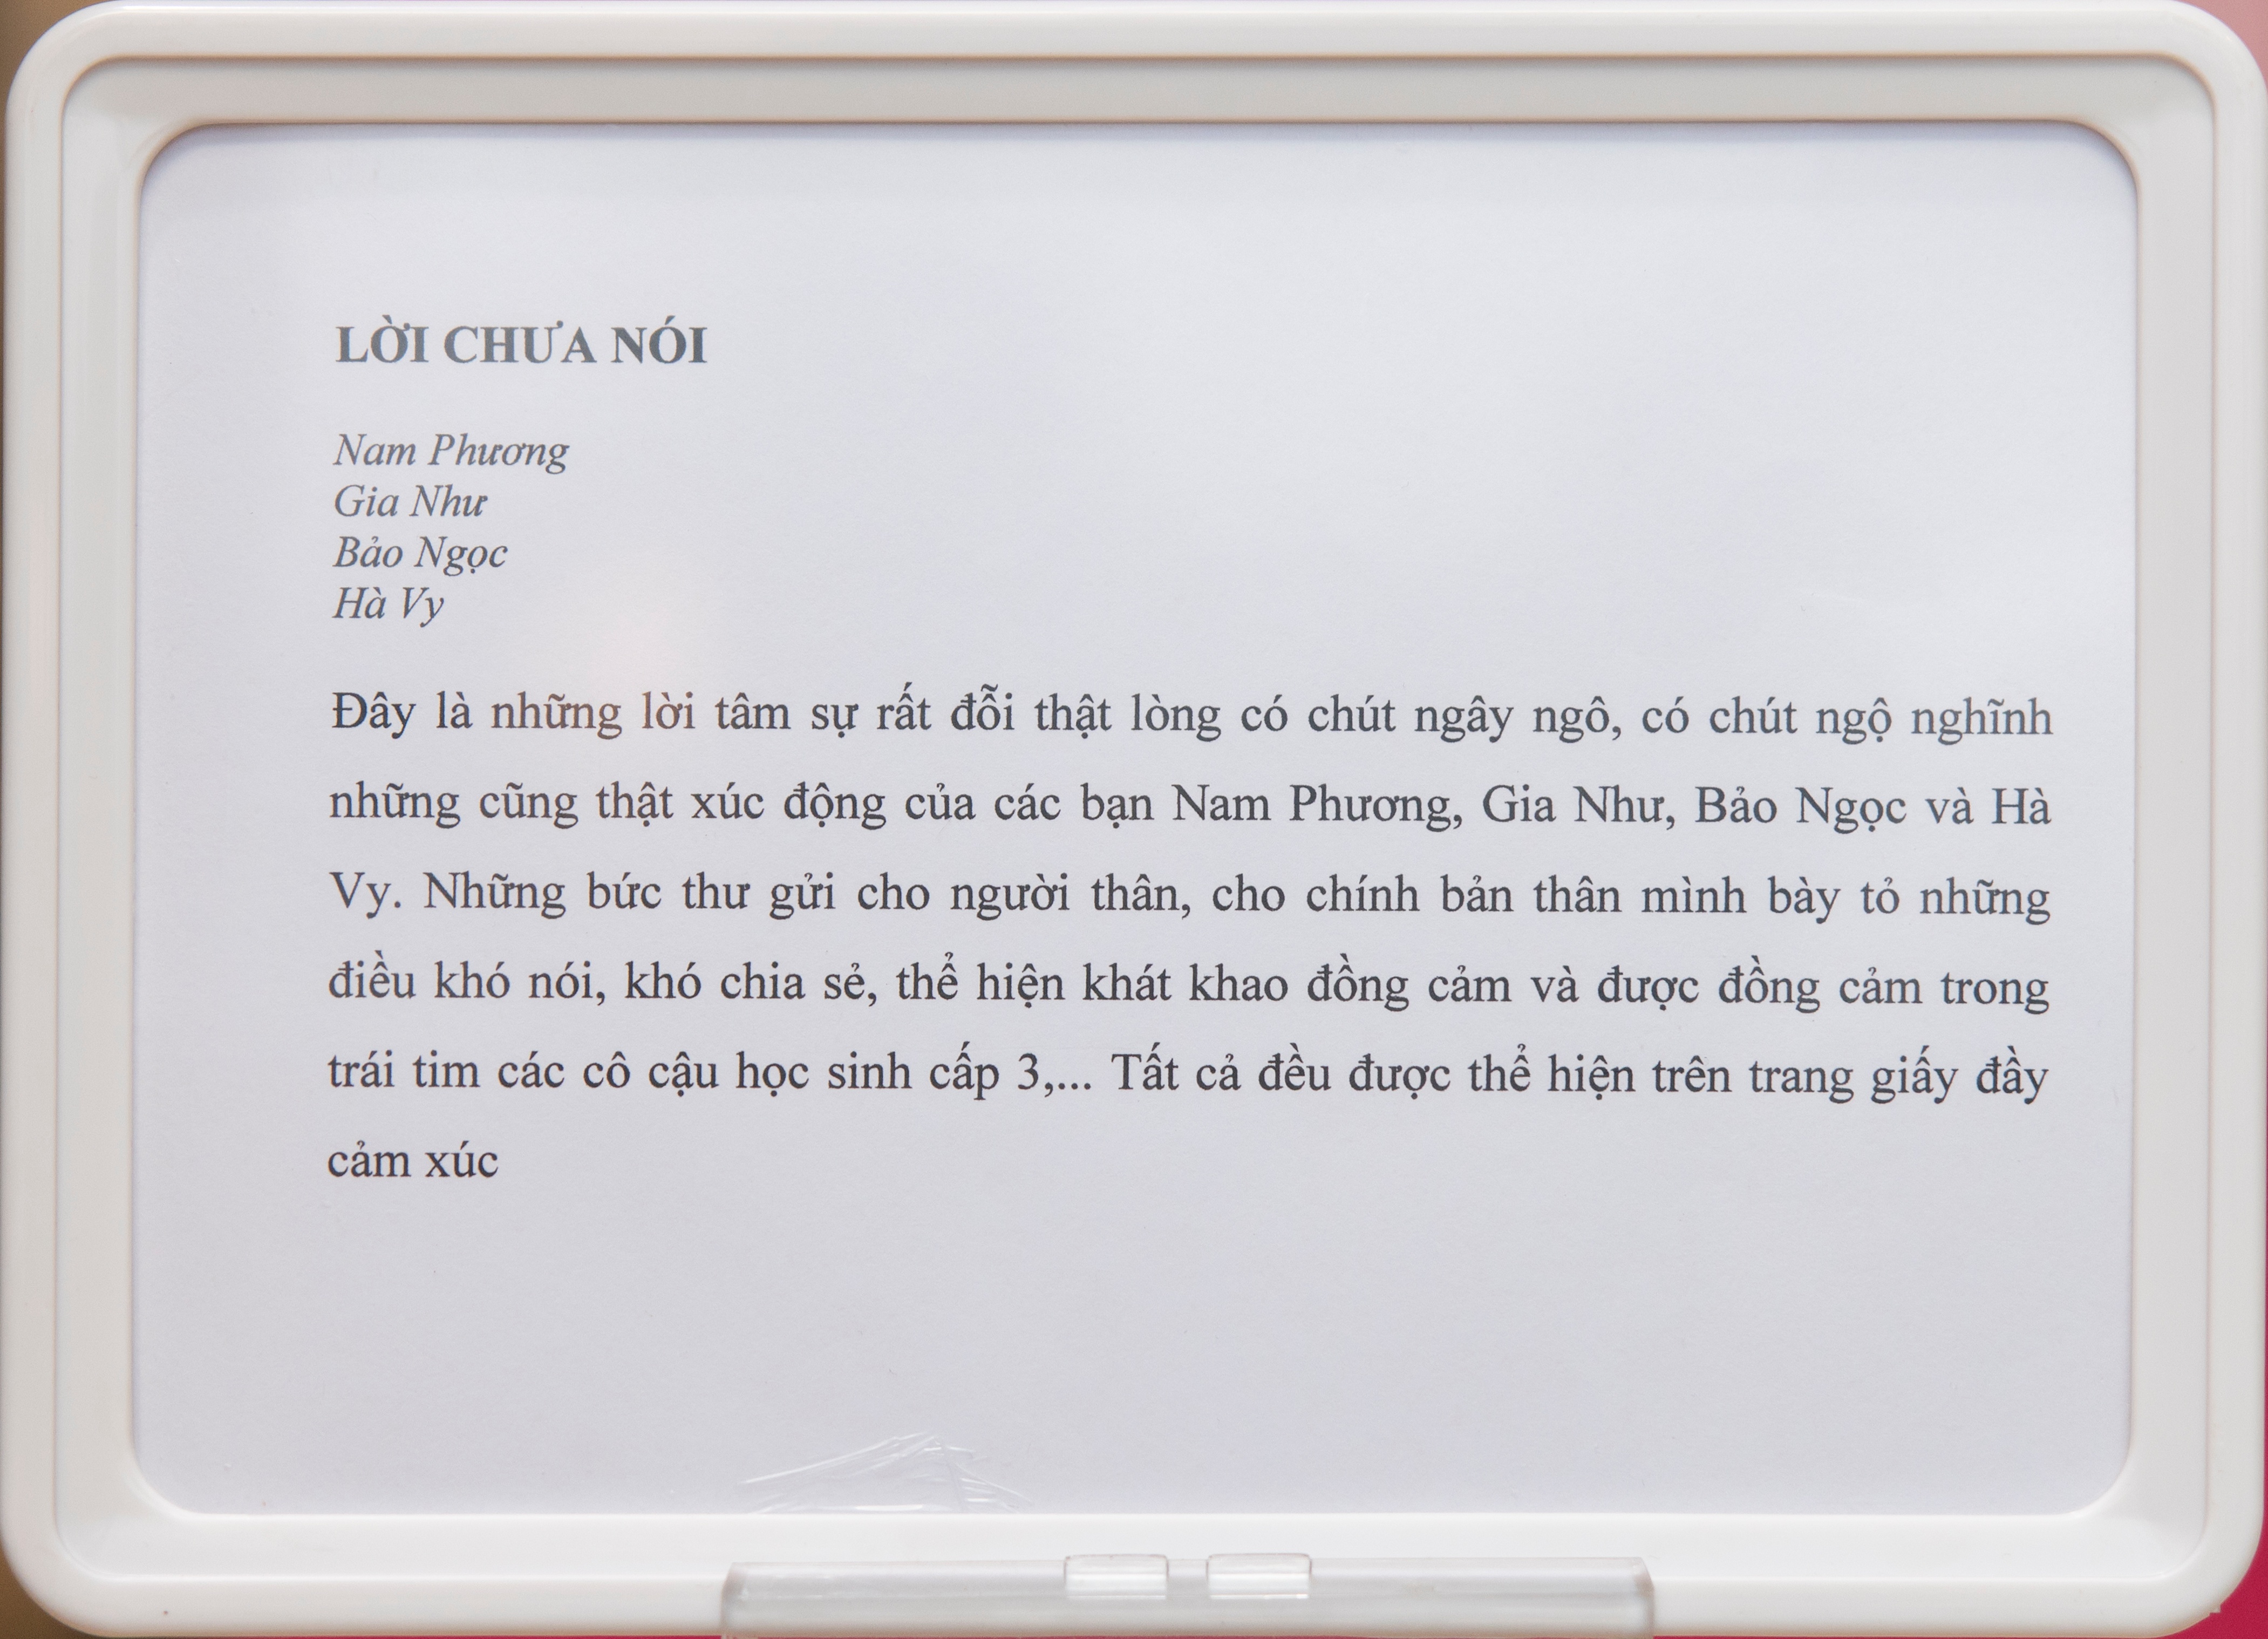 LỜI CHƯA NÓI
Nam Phương
Gia Như
Bảo Ngọc
Hà Vy
Đây là những lời tâm sự rất đỗi thật lòng có chút ngây ngô, có chút ngộ nghĩnh
những cũng thật xúc động của các bạn Nam Phương, Gia Như, Bảo Ngọc và Hà
Vy. Những bức thư gửi cho người thân, cho chính bản thân mình bày tỏ những
điều khó nói, khó chia sẻ, thể hiện khát khao đồng cảm và được đồng cảm trong
trái tim các cô cậu học sinh cấp 3,... Tất cả đều được thể hiện trên trang giấy đầy
cảm xúc